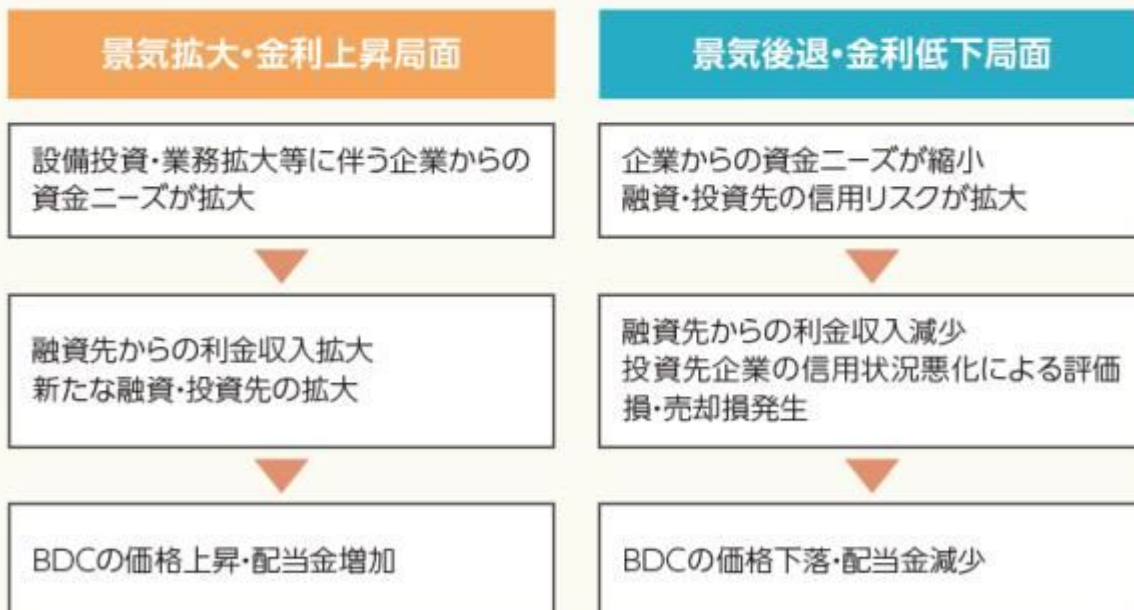 景気拡大・金利上昇局面
設備投資・業務拡大等に伴う企業からの
資金ニーズが拡大
融資先からの利金収入拡大
新たな融資・投資先の拡大
BDCの価格上昇・配当金増加
景気後退・金利低下局面
企業からの資金ニーズが縮小
融資・投資先の信用リスクが拡大
融資先からの利金収入減少
投資先企業の信用状況悪化による評価
損・売却損発生
BDCの価格下落・配当金減少